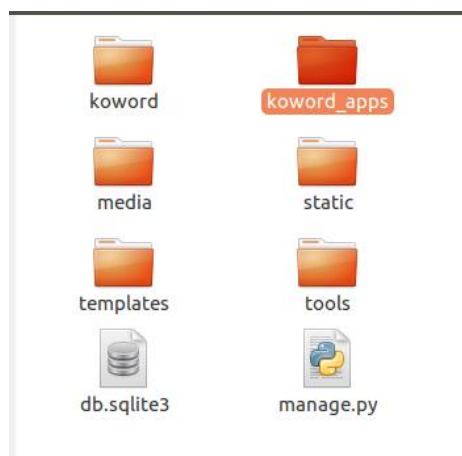 koword
koword_apps
media
static
templates
tools
db.sqlite3
manage.py